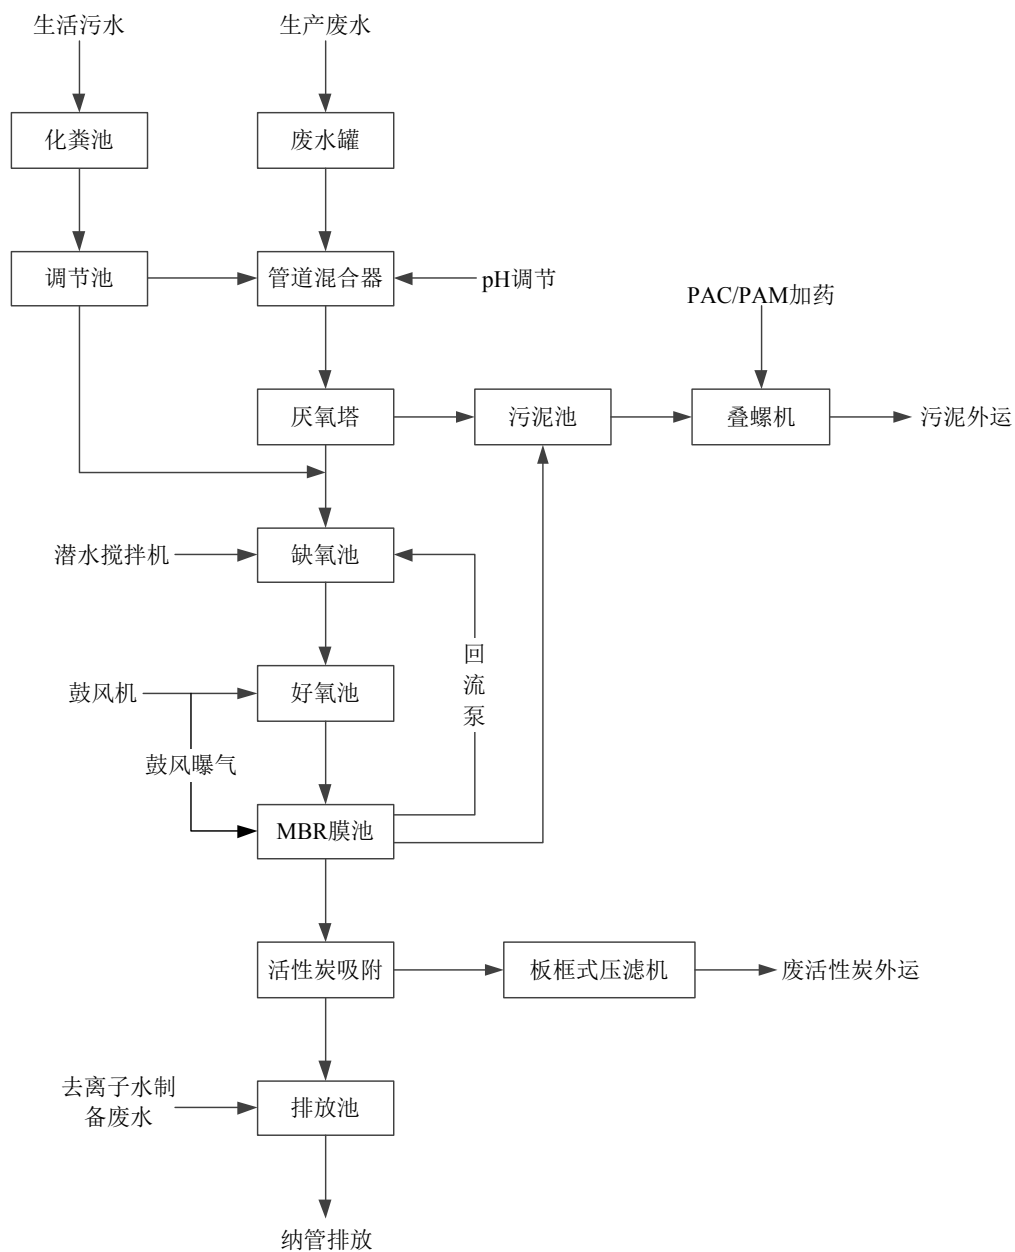 生活污水
生产废水
化粪池
废水罐
调节池
管道混合器
pH调节
PAC/PAM加药
厌氧塔
污泥池
叠螺机
污泥外运
潜水搅拌机
缺氧池
回
流
泵
鼓风机
好氧池
鼓风曝气
MBR膜池
活性炭吸附
板框式压滤机
废活性炭外运
去离子水制
备废水
排放池
纳管排放